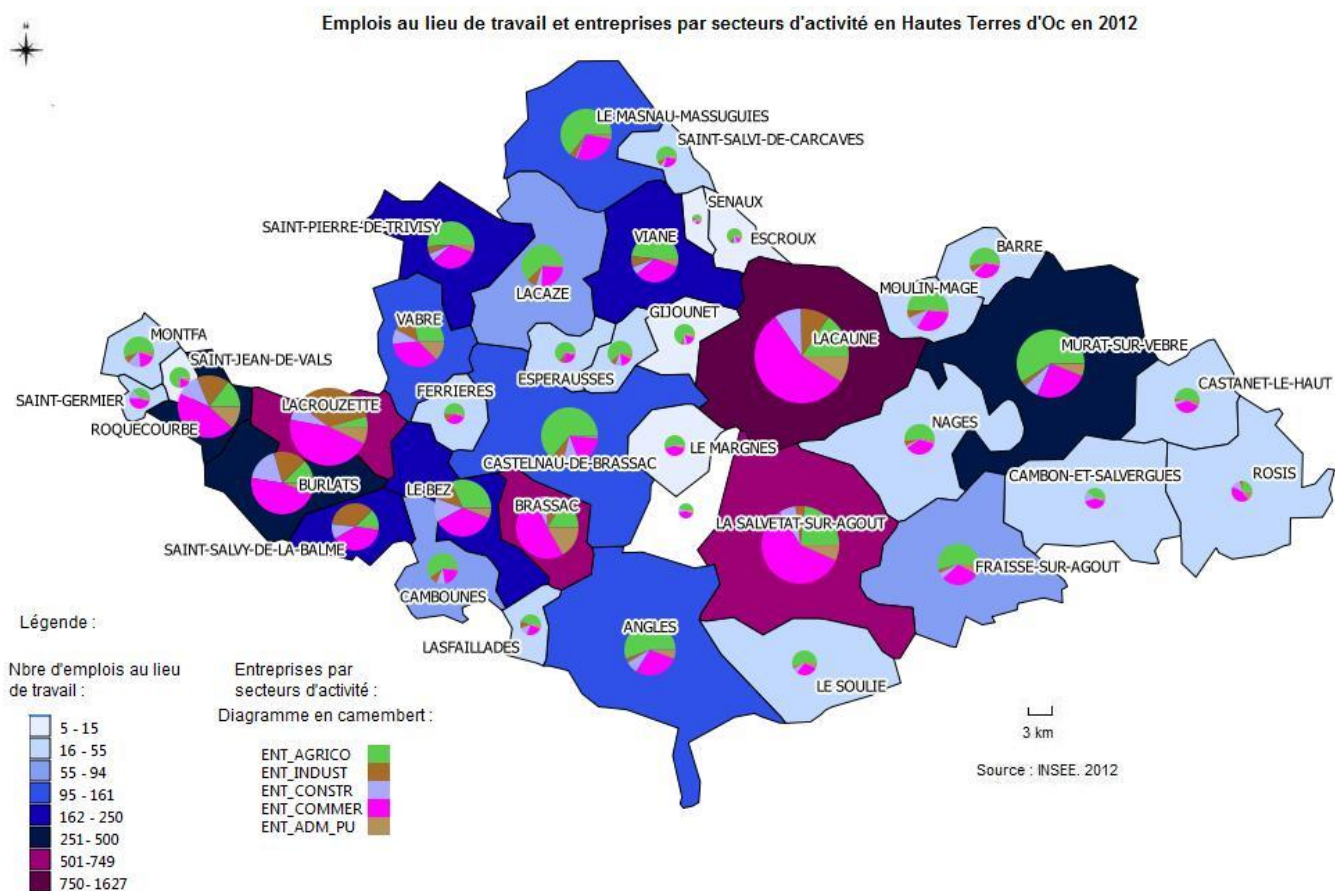 Emplois au lieu de travail et entreprises par secteurs d'activité en Hautes Terres d'Oc en 2012
N
LE MASNAU-MASSUGUIES
SAINT-SALVI-DE-CARCAVES
SENAUX
SAINT-PIERRE-DE-TRIVISY
VIANE
ESCROUX
BARRE
LACAZE
MOULIN-MAGE
GIJOUNET
VABRE
LACAUNE
MONTFA
MURAT-SUR-VEBRE
SAINT-JEAN-DE-VALS
ESPERAUSSES
CASTANET-LE-HAUT
FERRIERES
SAINT-GERMIER
LACROUZETTE
NAGES
ROQUECOURBE
LE MARGNES
CASTELNAU-DE-BRASSAC
CAMBON-ET-SALVERGUES
ROSIS
BURLATS
LE BEZ
BRASSAC
LA SALVETAT-SUR-AGOUT
SAINT-SALVY-DE-LA-BALME
FRAISSE-SUR-AGOUT
CAMBOUNES
ANGLES
LASFAILLADES
LE SOULIE
Légende :
Nbre d'emplois au lieu
de travail :
5 - 15
16 - 55
55 - 94
95 - 161
162 - 250
251 - 500
501-749
750 - 1627
Entreprises par
secteurs d'activité :
Diagramme en camembert :
ENT_AGRICO
ENT_INDUST
ENT_CONSTR
ENT_COMMER
ENT_ADM_PU
3 km
Source : INSEE. 2012